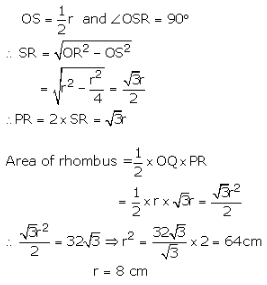 OS = 1/2 r and ∠OSR = 90°
∴ SR = √(OR² – OS²)
= √(r² – r²/4) = √3r/2
∴ PR = 2 × SR = √3r
Area of rhombus = 1/2 × OQ × PR
= 1/2 × r × √3r = √3r²/2
∴ √3r²/2 = 32√3 ⇒ r² = 32√3/√3 × 2 = 64cm
r = 8 cm